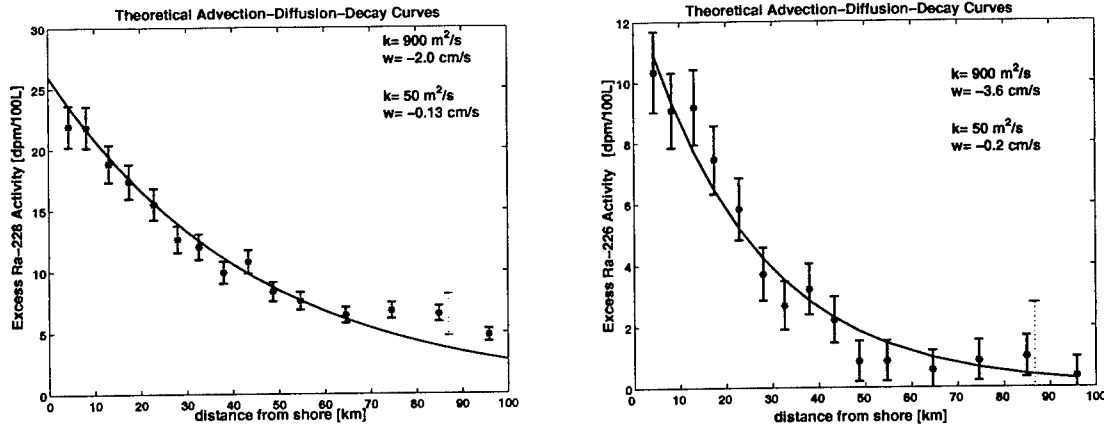 Theoretical Advection-Diffusion-Decay Curves
30
25
20
15
10
5
0
Excess Ra-228 Activity [dpm/100L]
k= 900 m²/s
w= -2.0 cm/s
k= 50 m²/s
w= -0.13 cm/s
0 10 20 30 40 50 60 70 80 90 100
distance from shore [km]
Theoretical Advection-Diffusion-Decay Curves
12
10
8
6
4
2
0
Excess Ra-226 Activity [dpm/100L]
k= 900 m²/s
w= -3.6 cm/s
k= 50 m²/s
w= -0.2 cm/s
0 10 20 30 40 50 60 70 80 90 100
distance from shore [km]